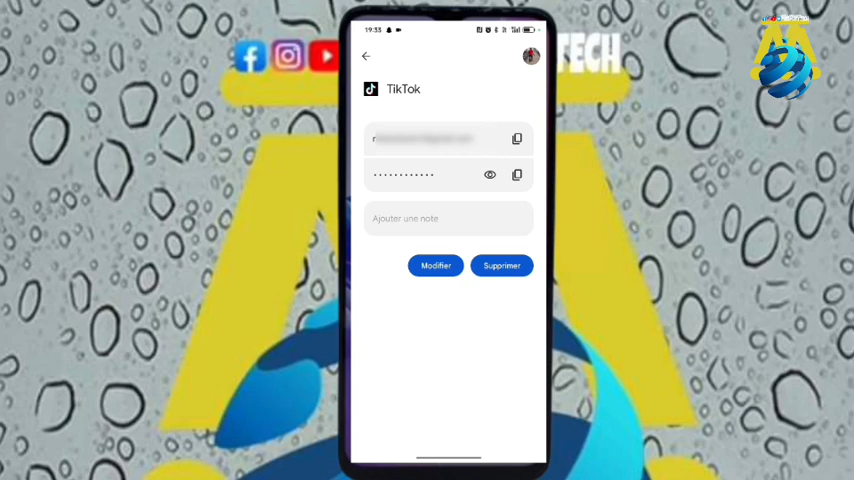 TECH
19:33
TikTok
Ajouter une note
Modifier
Supprimer